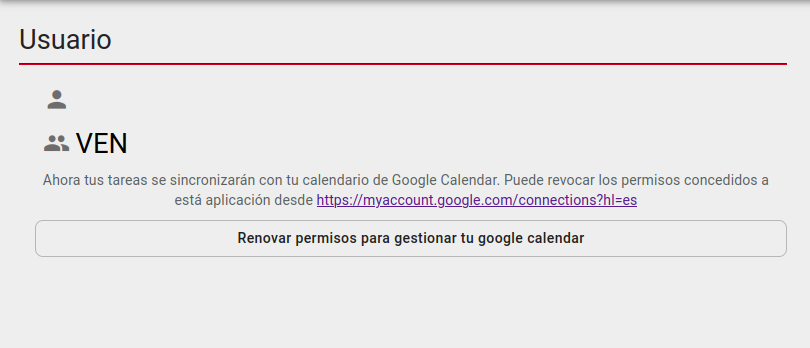 Usuario
VEN
Ahora tus tareas se sincronizarán con tu calendario de Google Calendar. Puede revocar los permisos concedidos a
está aplicación desde https://myaccount.google.com/connections?hl=es
Renovar permisos para gestionar tu google calendar